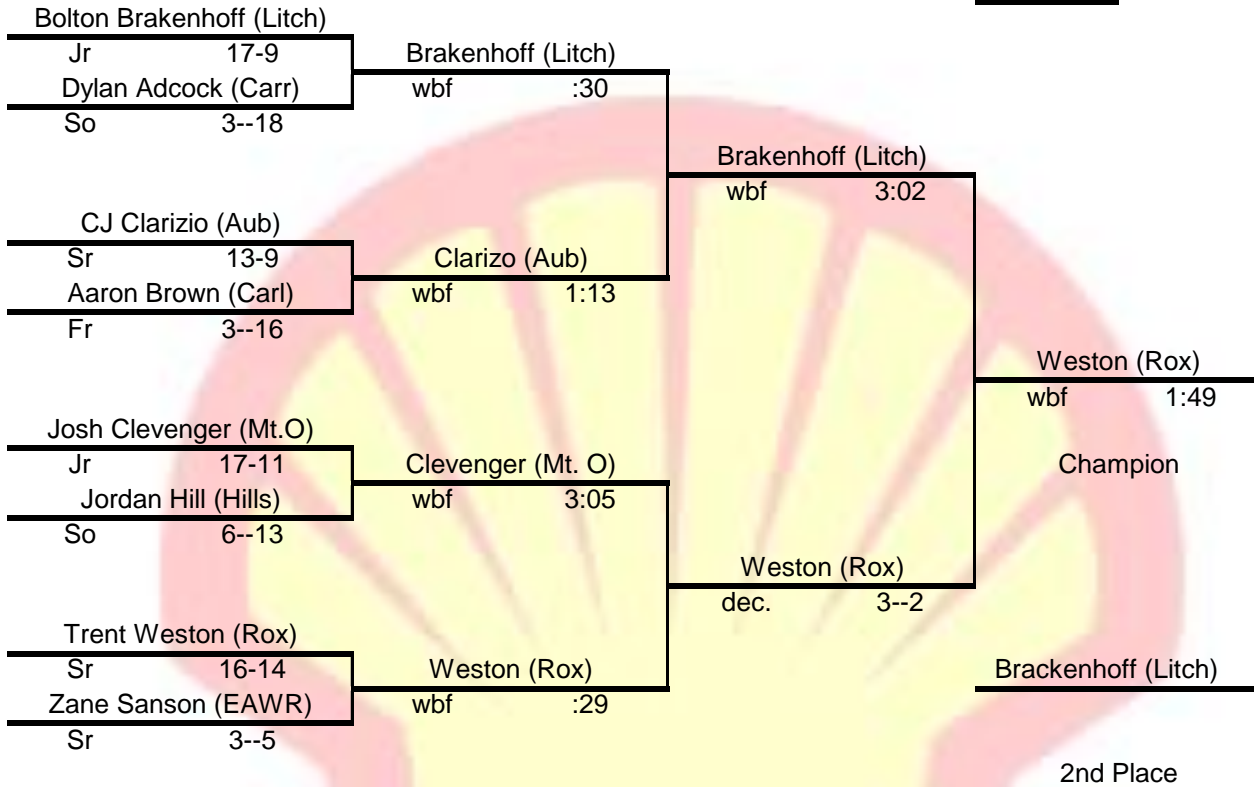 Bolton Brakenhoff (Litch)
Jr 17-9
Dylan Adcock (Carr)
So 3--18
Brakenhoff (Litch)
wbf :30
CJ Clarizio (Aub)
Sr 13-9
Aaron Brown (Carl)
Fr 3--16
Clarizo (Aub)
wbf 1:13
Brakenhoff (Litch)
wbf 3:02
Josh Clevenger (Mt.O)
Jr 17-11
Jordan Hill (Hills)
So 6--13
Clevenger (Mt. O)
wbf 3:05
Trent Weston (Rox)
Sr 16-14
Zane Sanson (EAWR)
Sr 3--5
Weston (Rox)
wbf :29
Weston (Rox)
dec. 3--2
Weston (Rox)
wbf 1:49
Champion
Brackenhoff (Litch)
2nd Place